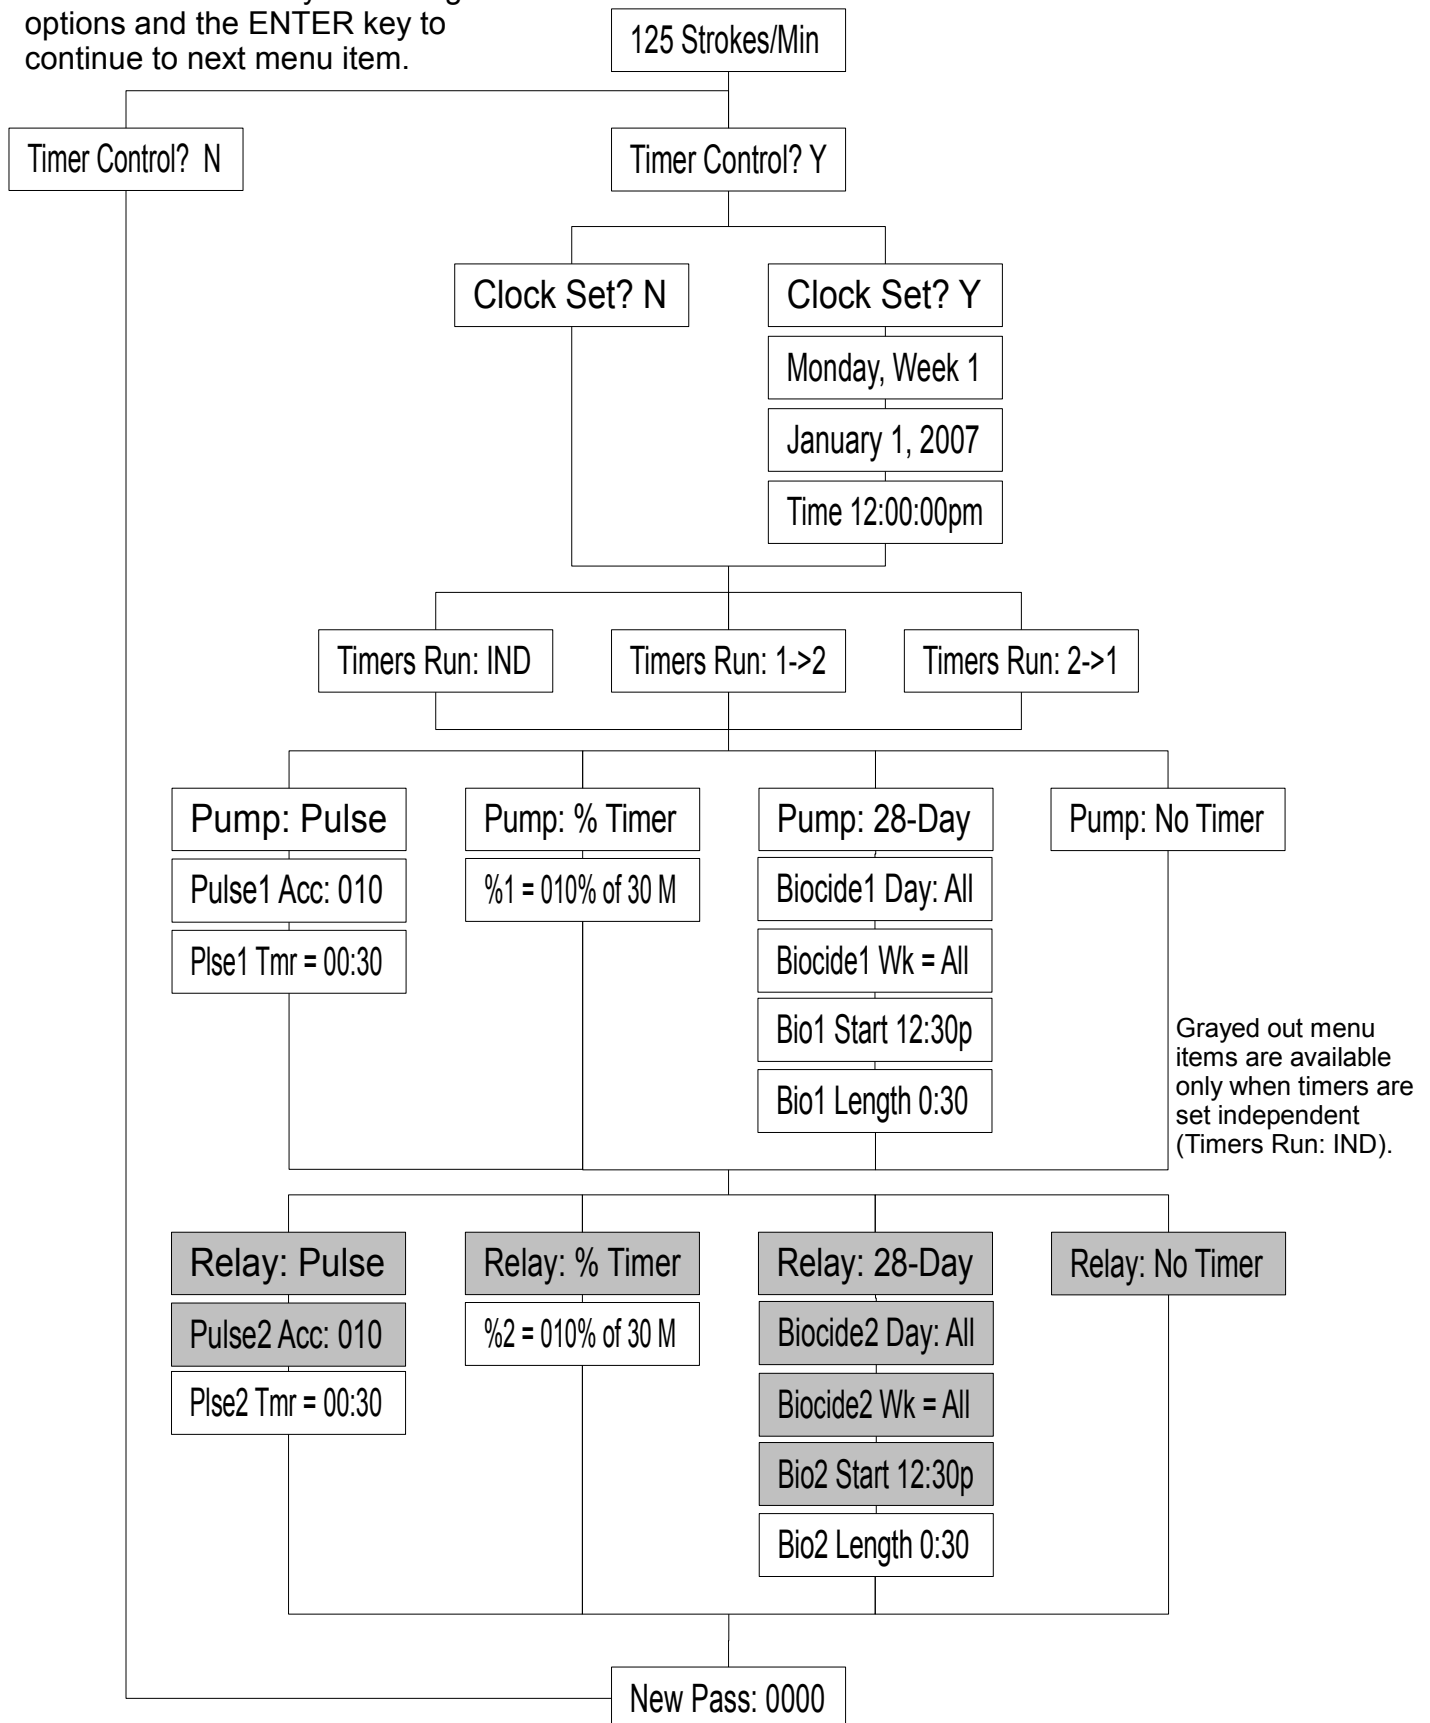 options and the ENTER key to
continue to next menu item.
125 Strokes/Min
Timer Control? N
Timer Control? Y
Clock Set? N
Clock Set? Y
Monday, Week 1
January 1, 2007
Time 12:00:00pm
Timers Run: IND
Timers Run: 1->2
Timers Run: 2->1
Pump: Pulse
Pump: % Timer
Pump: 28-Day
Pump: No Timer
Pulse1 Acc: 010
%1 = 010% of 30 M
Biocide1 Day: All
Plse1 Tmr = 00:30
Biocide1 Wk = All
Bio1 Start 12:30p
Bio1 Length 0:30
Grayed out menu
items are available
only when timers are
set independent
(Timers Run: IND).
Relay: Pulse
Relay: % Timer
Relay: 28-Day
Relay: No Timer
Pulse2 Acc: 010
%2 = 010% of 30 M
Biocide2 Day: All
Plse2 Tmr = 00:30
Biocide2 Wk = All
Bio2 Start 12:30p
Bio2 Length 0:30
New Pass: 0000